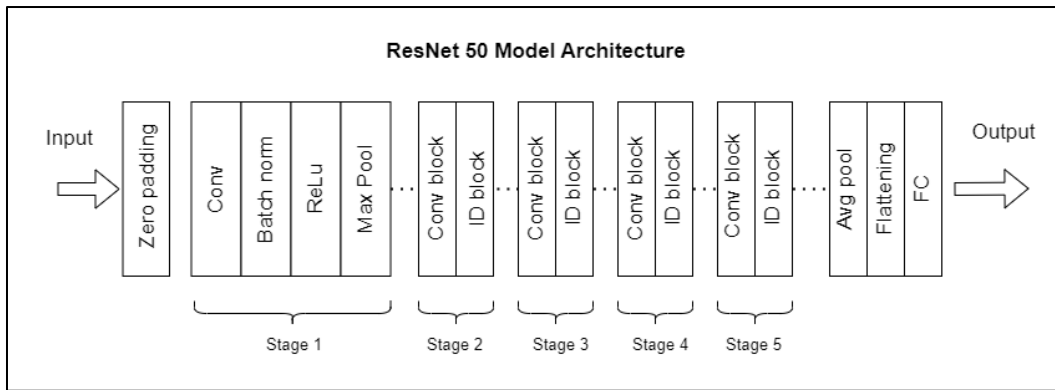 ResNet 50 Model Architecture
Input
Zero padding
Conv
Batch norm
ReLu
Max Pool
Conv block
ID block
Conv block
ID block
Conv block
ID block
Conv block
ID block
Avg pool
Flattening
FC
Output
Stage 1
Stage 2
Stage 3
Stage 4
Stage 5